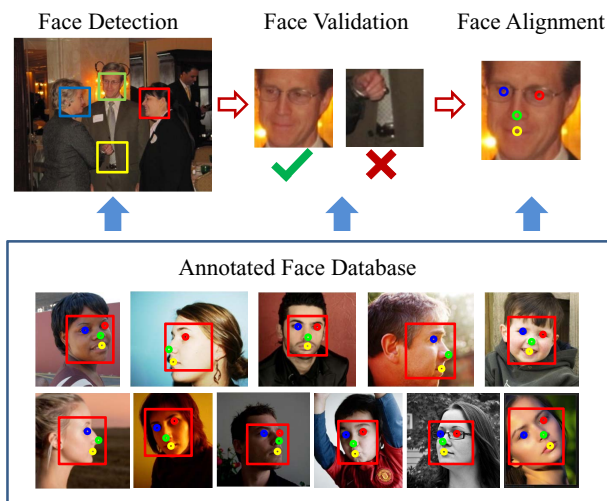 Face Detection
Face Validation
Face Alignment
Annotated Face Database